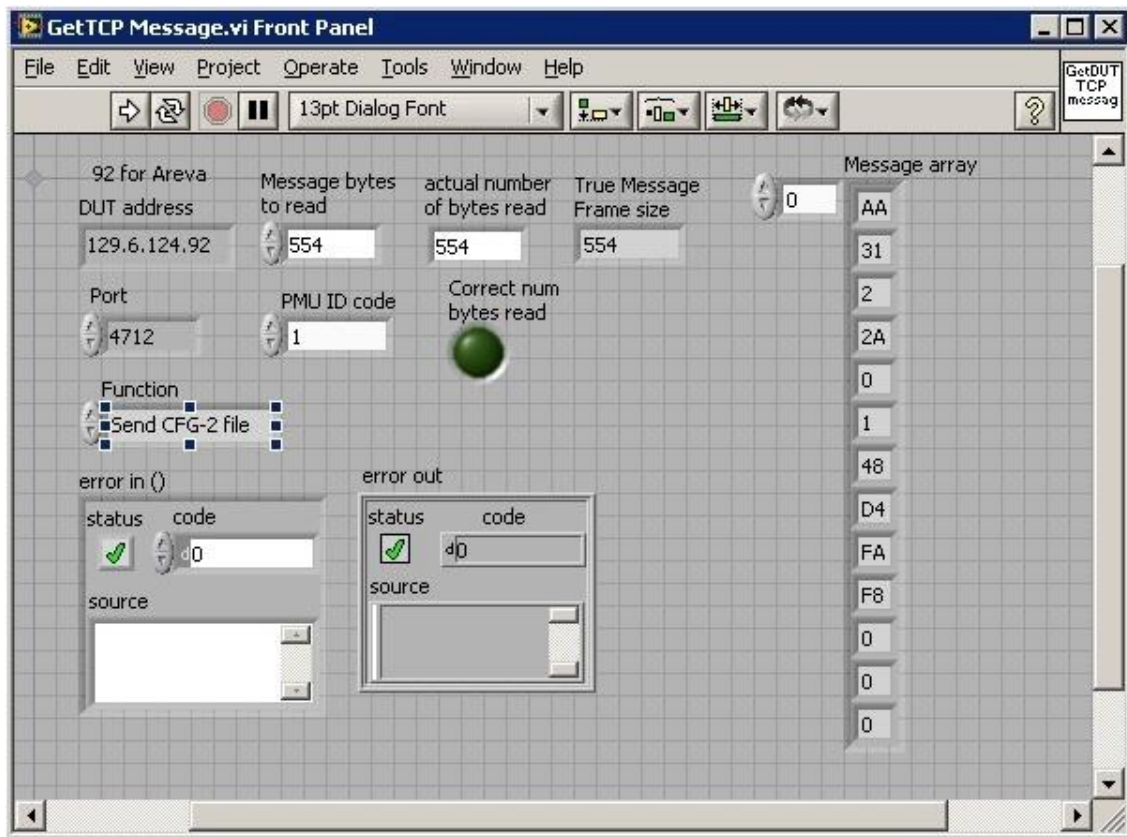 GetTCP Message.vi Front Panel
File Edit View Project Operate Tools Window Help
GetDUT
TCP
messag
13pt Dialog Font
?
92 for Areva
DUT address
129.6.124.92
Message bytes
to read
554
actual number
of bytes read
554
True Message
Frame size
554
0
Message array
AA
31
2
2A
0
1
48
D4
FA
F8
0
0
0
Port
4712
PMU ID code
1
Correct num
bytes read
Function
Send CFG-2 file
error in ()
status code
d0
source
error out
status code
d0
source